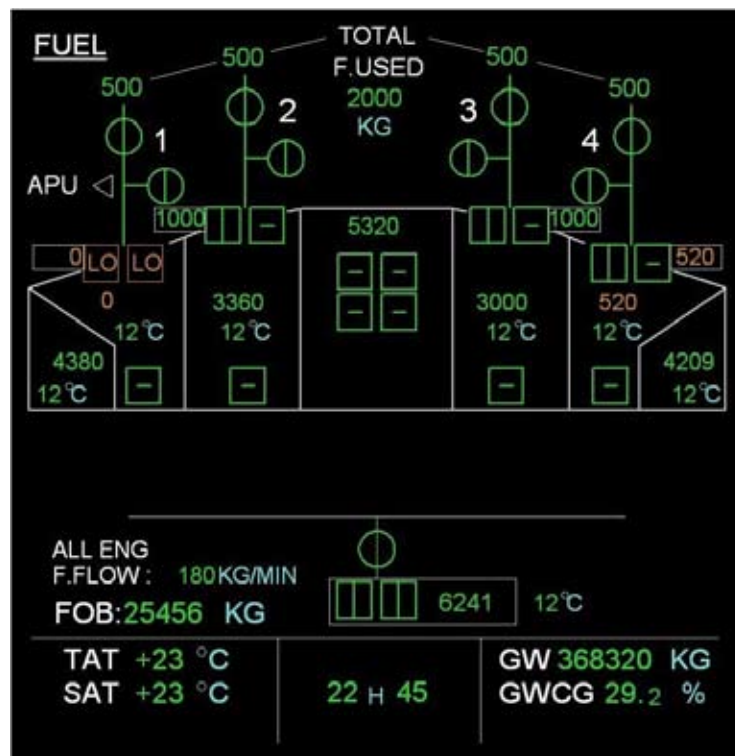 FUEL
TOTAL
F.USED
2000
KG
500 500 500 500
1 2 3 4
APU
1000 5320 1000
0 LO LO 520
0 3360 3000 520
12°C 12°C 12°C 12°C
4380 4209
12°C 12°C
ALL ENG
F.FLOW : 180 KG/MIN
FOB: 25456 KG
6241 12°C
TAT +23 °C
SAT +23 °C
22 H 45
GW 368320 KG
GWCG 29.2 %